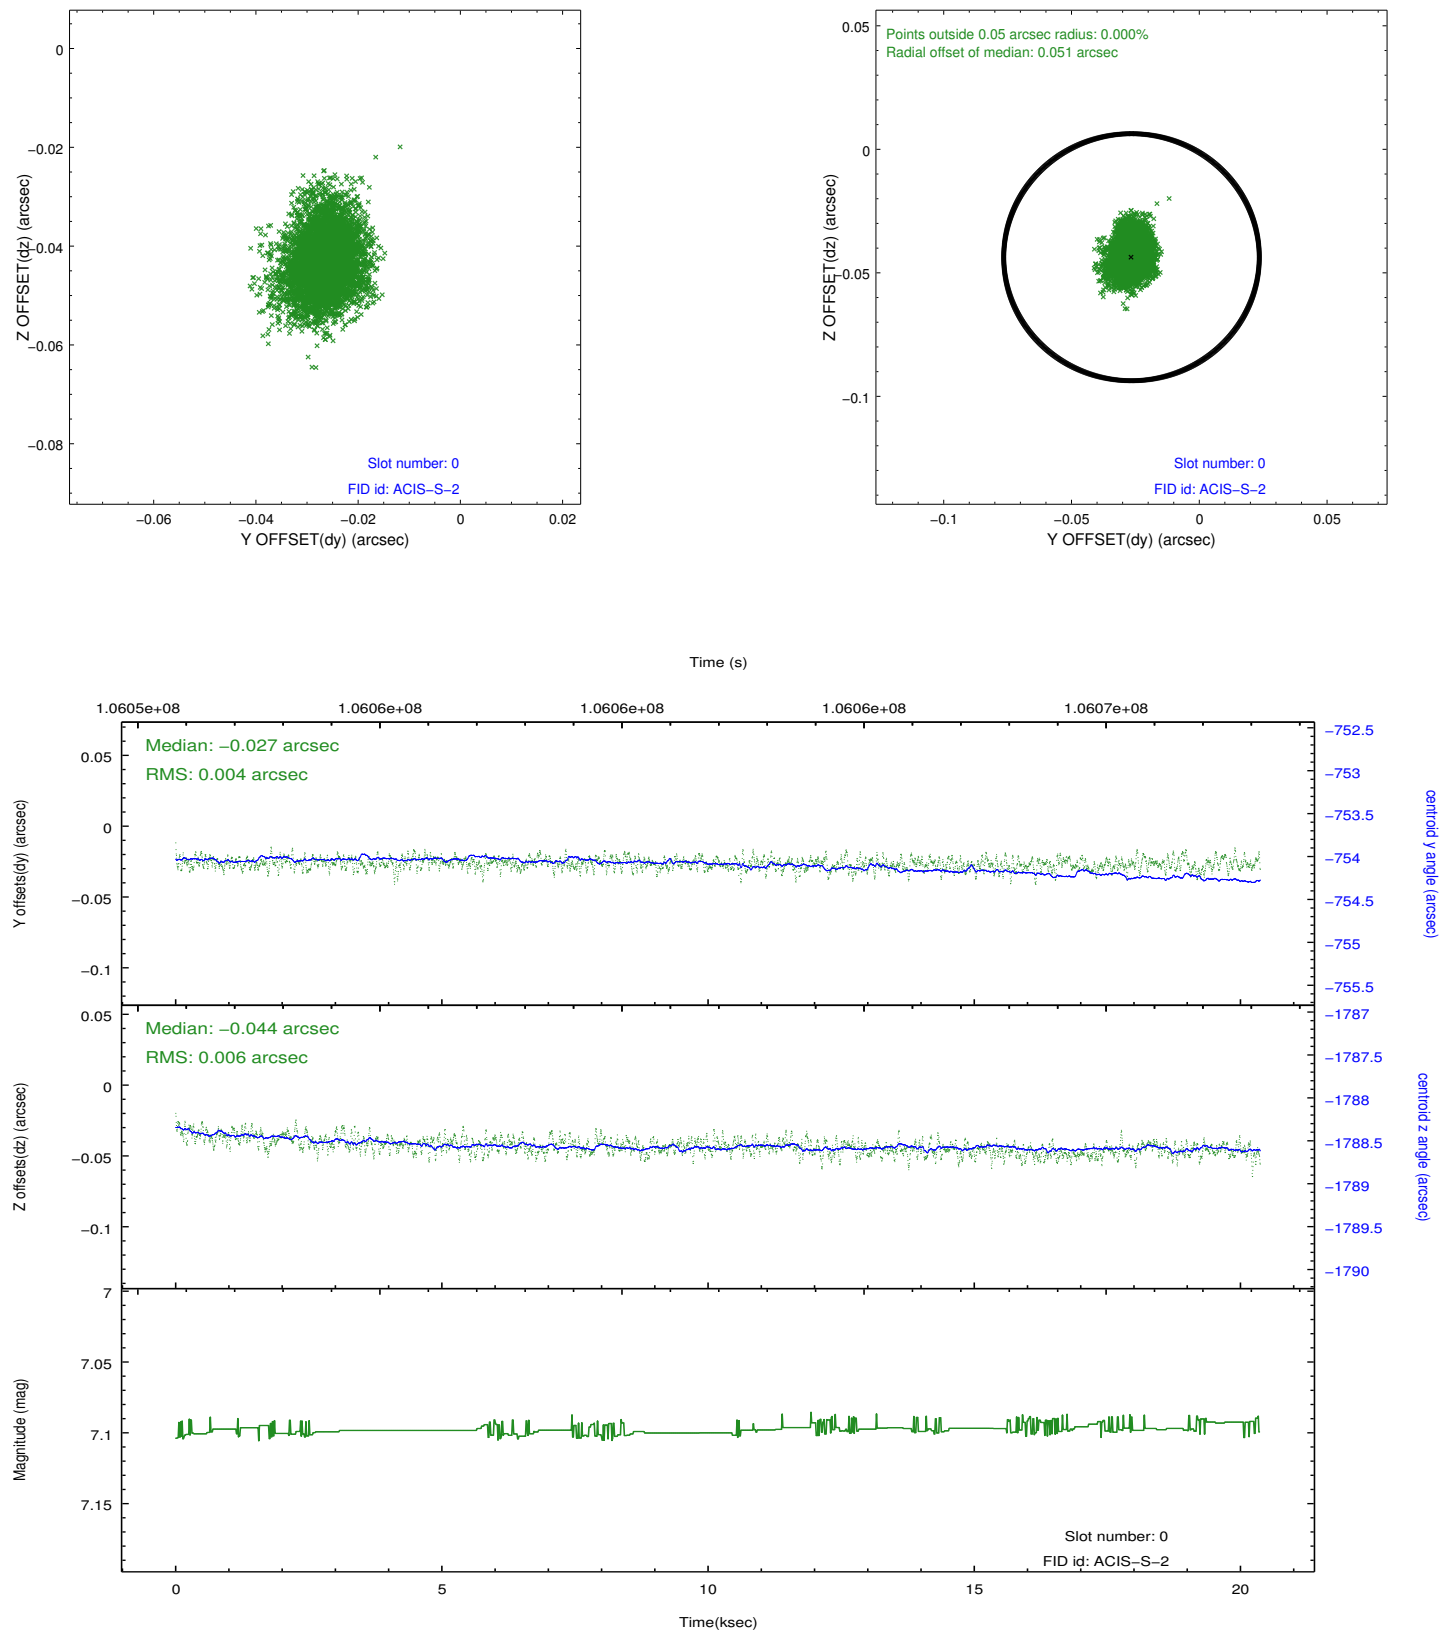 0
−0.02
−0.04
−0.06
−0.08
Z OFFSET(dz) (arcsec)
Slot number: 0
FID id: ACIS−S−2
−0.06 −0.04 −0.02 0 0.02
Y OFFSET(dy) (arcsec)
0.05
0
−0.05
−0.1
Z OFFSET(dz) (arcsec)
Points outside 0.05 arcsec radius: 0.000%
Radial offset of median: 0.051 arcsec
Slot number: 0
FID id: ACIS−S−2
−0.1 −0.05 0 0.05
Y OFFSET(dy) (arcsec)
Time (s)
1.0605e+08 1.0606e+08 1.0606e+08 1.0606e+08 1.0607e+08
Median: −0.027 arcsec
RMS: 0.004 arcsec
0.05
0
−0.05
−0.1
Y offsets(dy) (arcsec)
−752.5
−753
−753.5
−754
−754.5
−755
−755.5
centroid y angle (arcsec)
Median: −0.044 arcsec
RMS: 0.006 arcsec
0.05
0
−0.05
−0.1
Z offsets(dz) (arcsec)
−1787
−1787.5
−1788
−1788.5
−1789
−1789.5
−1790
centroid z angle (arcsec)
7
7.05
7.1
7.15
Magnitude (mag)
Slot number: 0
FID id: ACIS−S−2
0 5 10 15 20
Time(ksec)